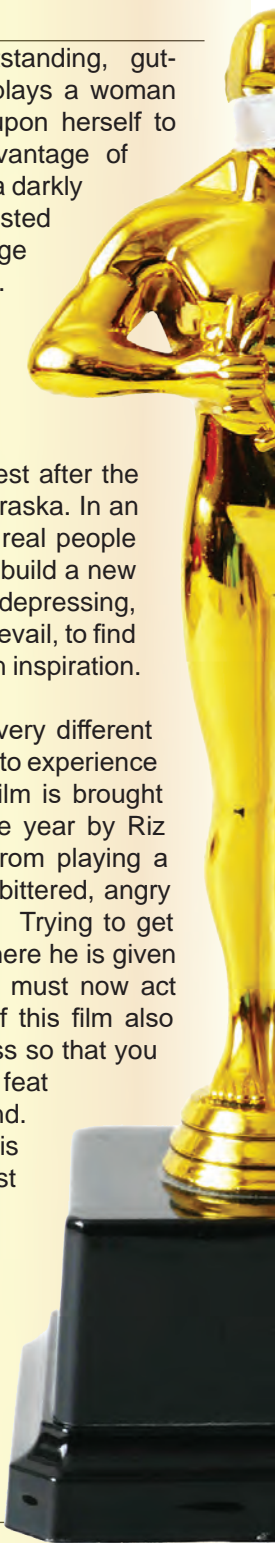 standing, gut-
plays a woman
upon herself to
vantage of
a darkly
sted
ge
.
est after the
raska. In an
real people
build a new
depressing,
evail, to find
n inspiration.
very different
to experience
ilm is brought
e year by Riz
from playing a
bittered, angry
Trying to get
here he is given
must now act
f this film also
ss so that you
feat
nd.
is
st